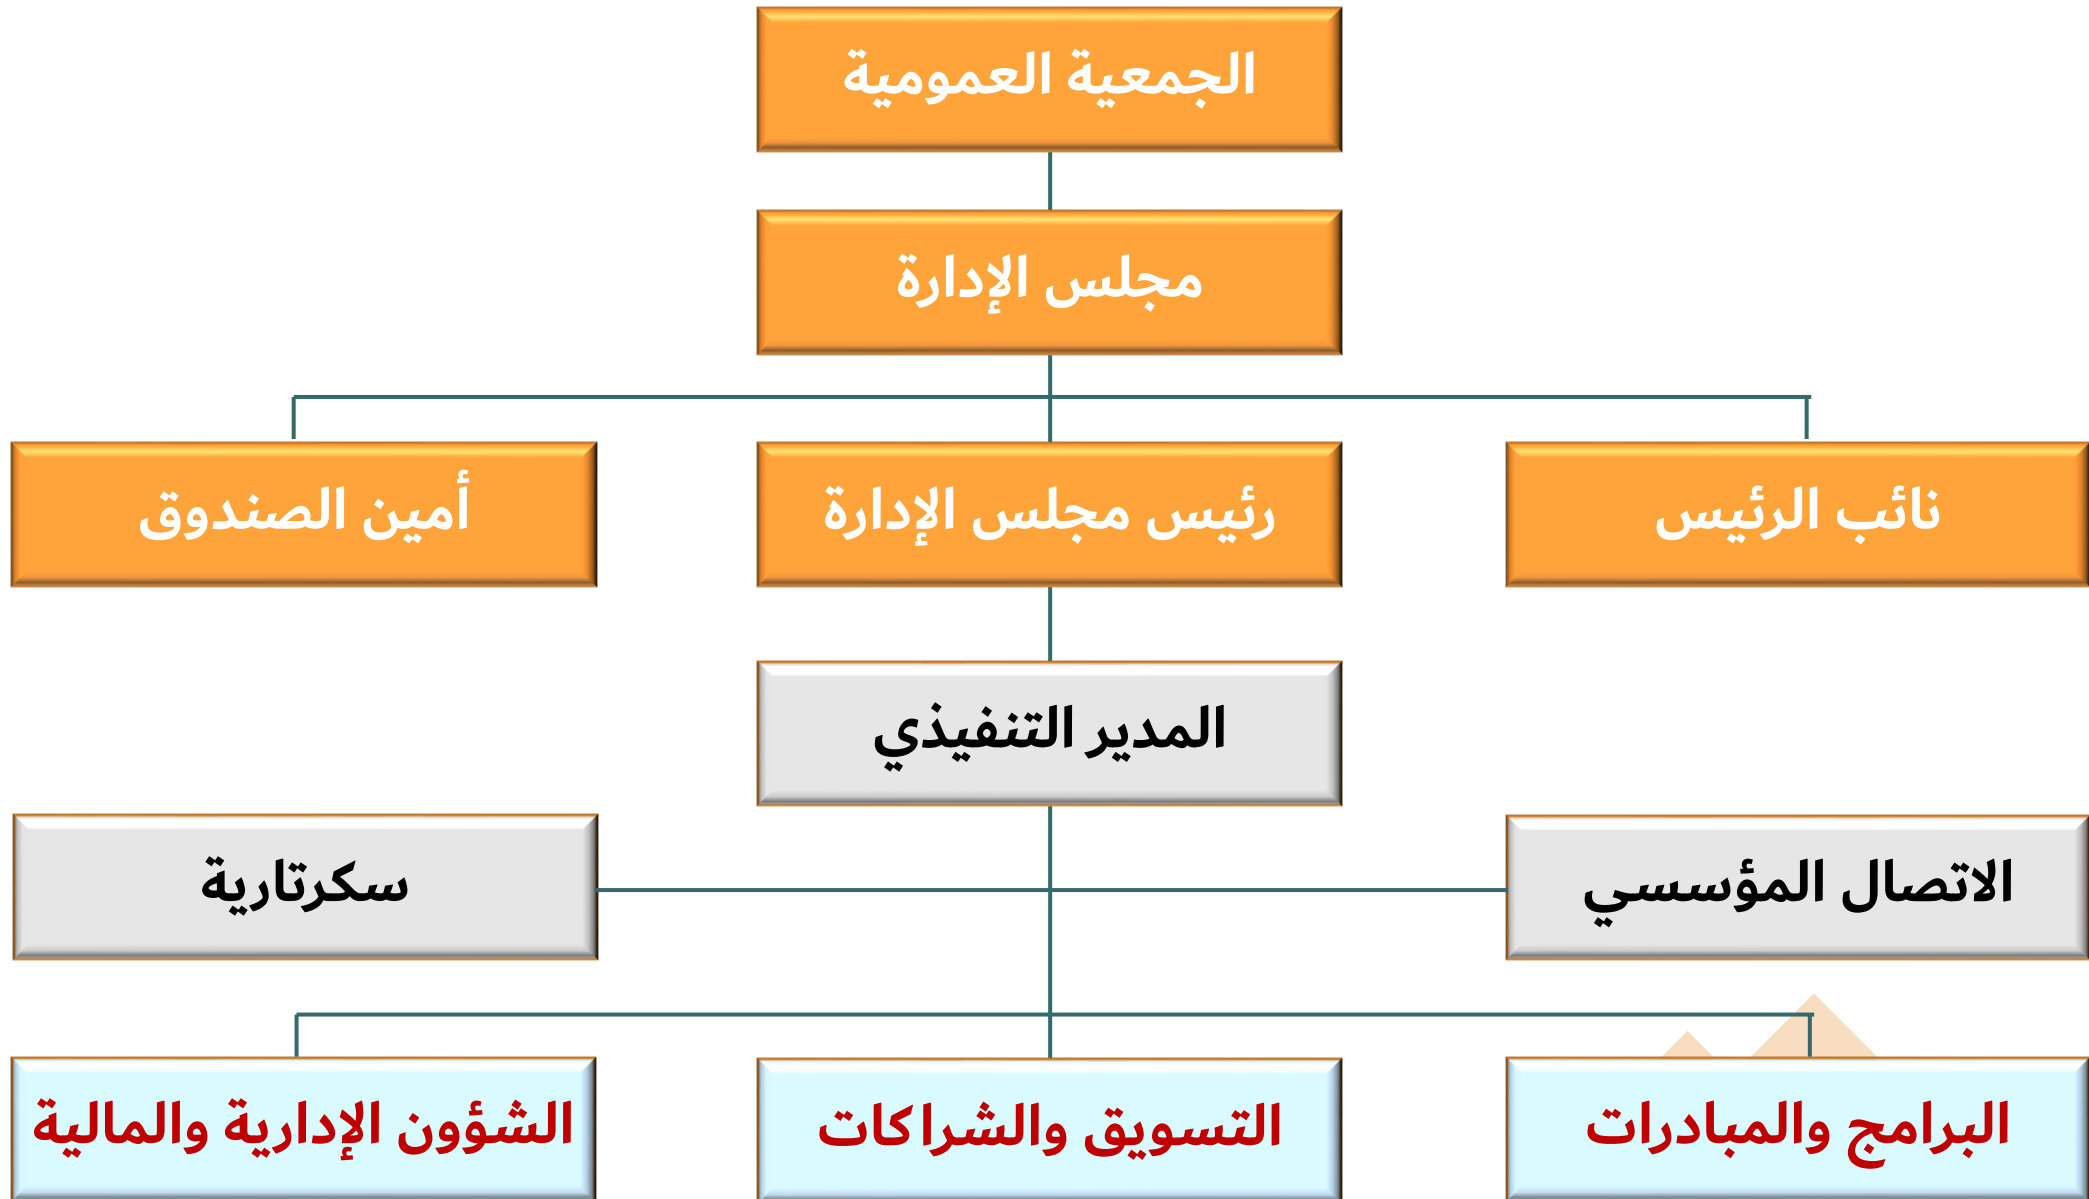 الجمعية العمومية
مجلس الإدارة
نائب الرئيس
رئيس مجلس الإدارة
أمين الصندوق
المدير التنفيذي
الاتصال المؤسسي
سكرتارية
البرامج والمبادرات
التسويق والشراكات
الشؤون الإدارية والمالية